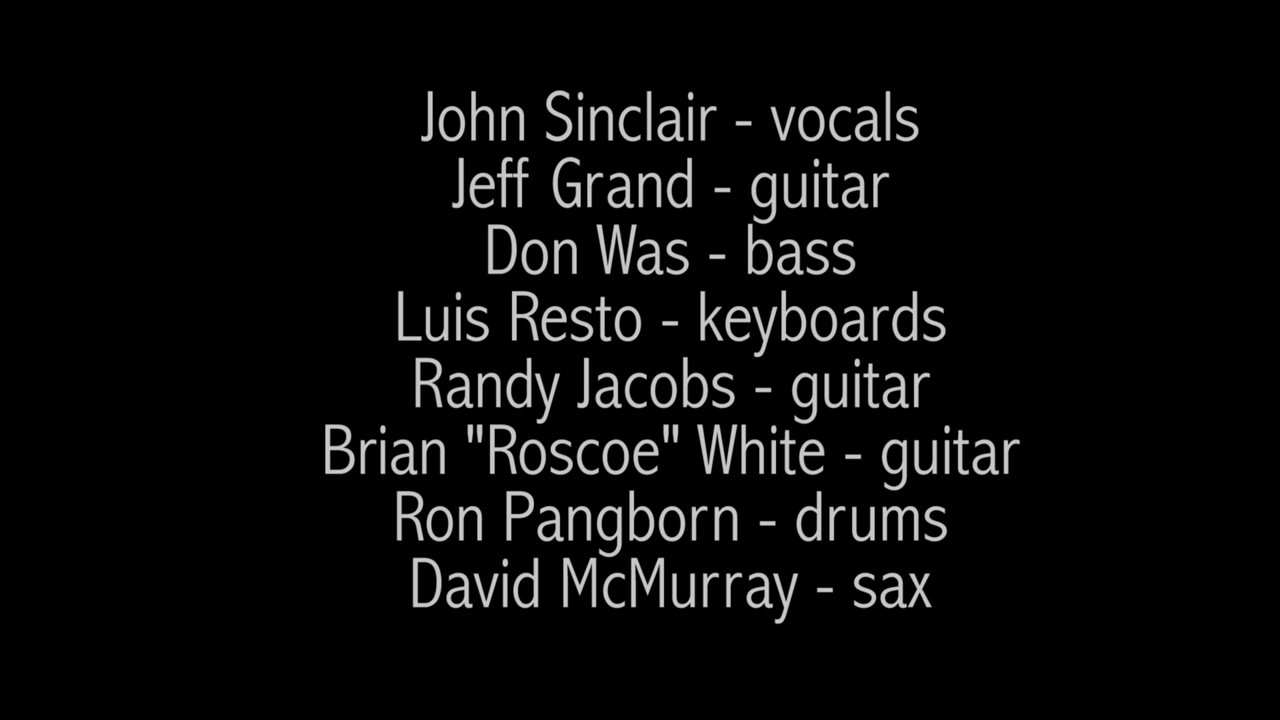 John Sinclair - vocals
Jeff Grand - guitar
Don Was - bass
Luis Resto - keyboards
Randy Jacobs - guitar
Brian "Roscoe" White - guitar
Ron Pangborn - drums
David McMurray - sax